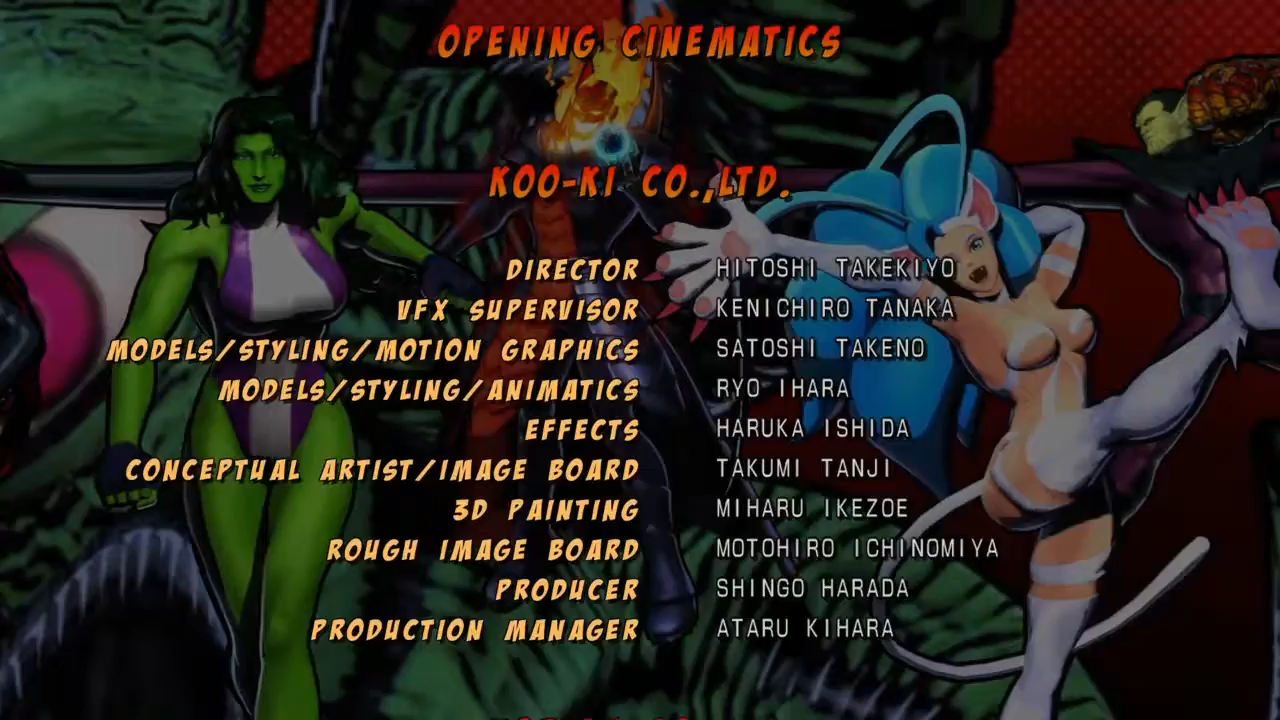 OPENING CINEMATICS
KOO-KI CO.,LTD.
DIRECTOR HITOSHI TAKEKIYO
VFX SUPERVISOR KENICHIRO TANAKA
MODELS/STYLING/MOTION GRAPHICS SATOSHI TAKENO
MODELS/STYLING/ANIMATICS RYO IHARA
EFFECTS HARUKA ISHIDA
CONCEPTUAL ARTIST/IMAGE BOARD TAKUMI TANJI
3D PAINTING MIHARU IKEZOE
ROUGH IMAGE BOARD MOTOHIRO ICHINOMIYA
PRODUCER SHINGO HARADA
PRODUCTION MANAGER ATARU KIHARA